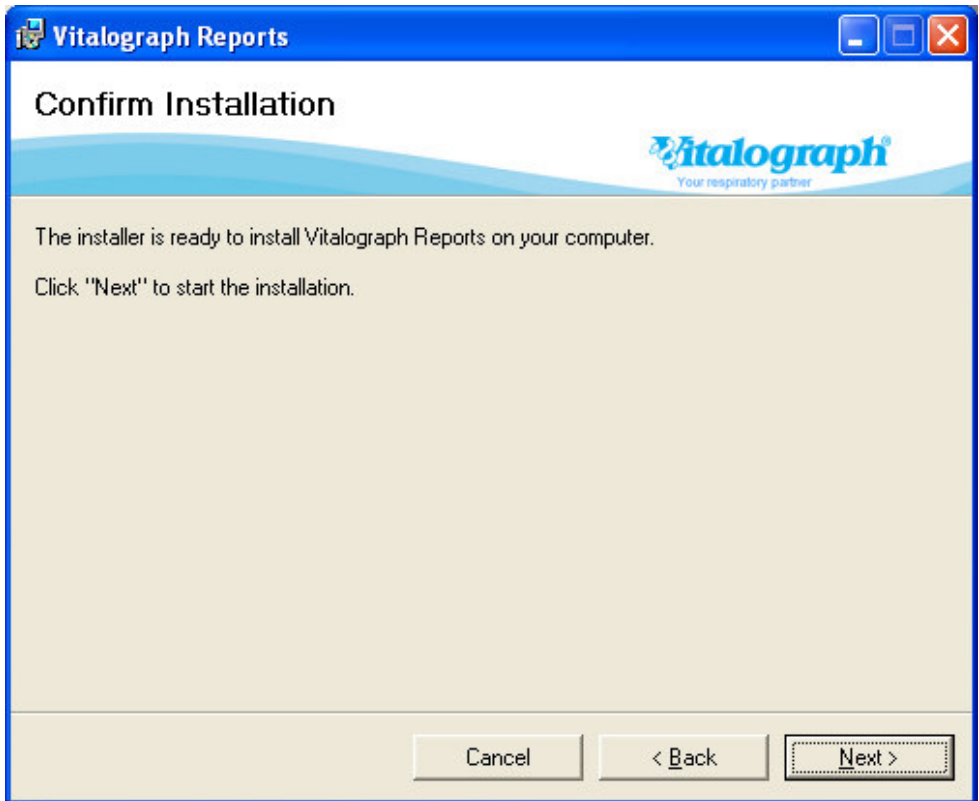 Vitalograph Reports
Confirm Installation
Vitalograph®
Your respiratory partner
The installer is ready to install Vitalograph Reports on your computer.
Click "Next" to start the installation.
Cancel
< Back
Next >